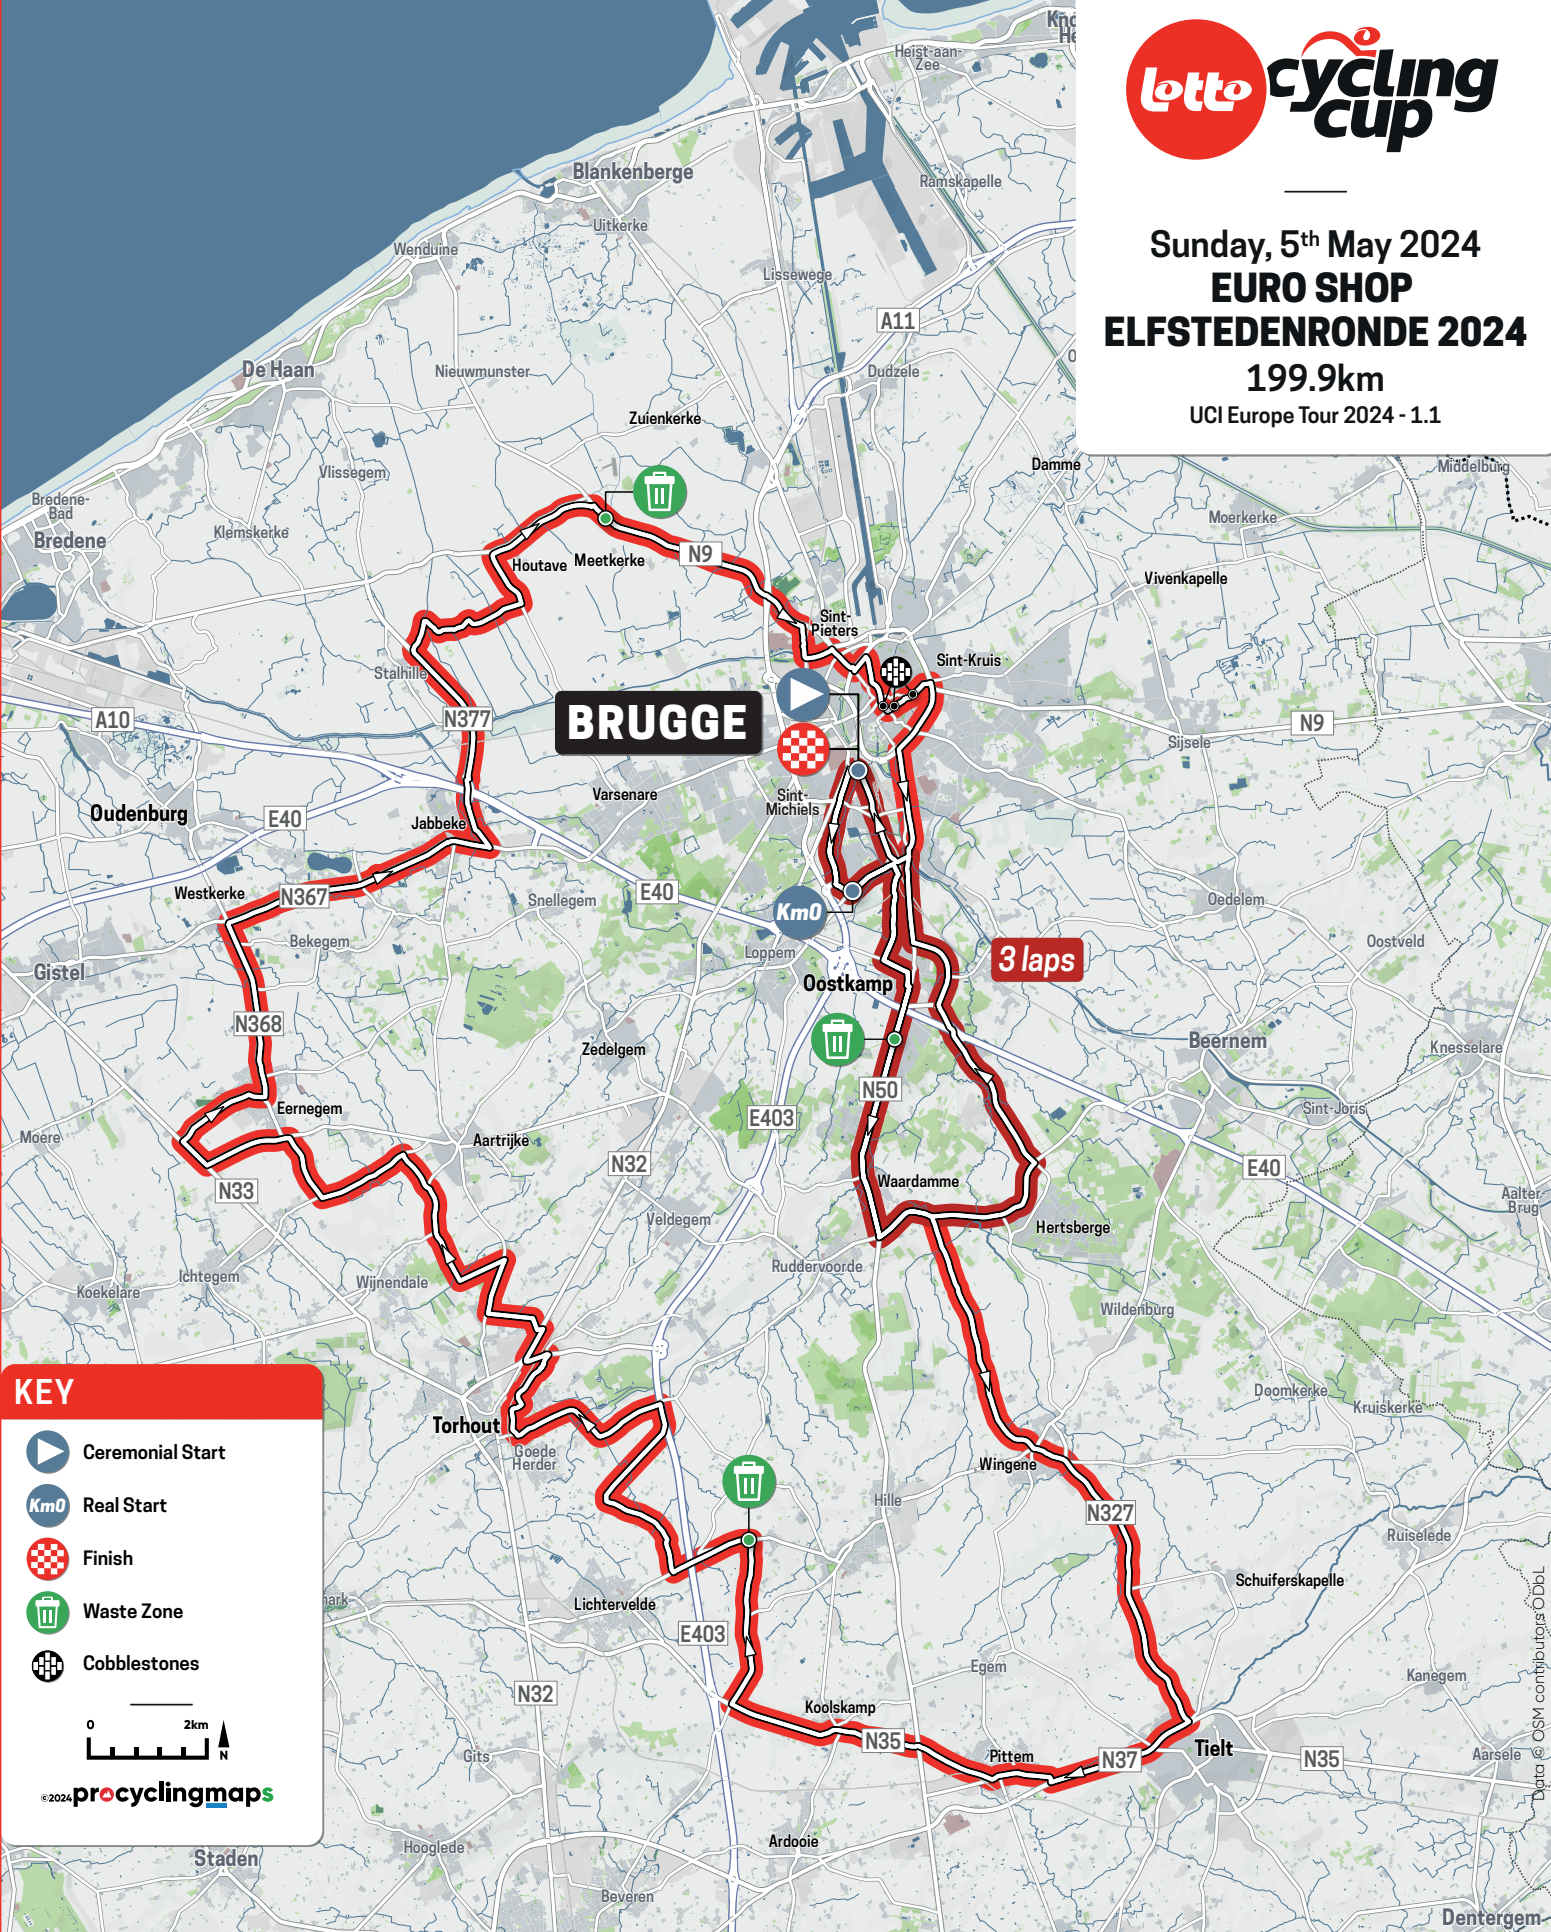 lotto cycling
cup
Sunday, 5th May 2024
EURO SHOP
ELFSTEDENRONDE 2024
199.9km
UCI Europe Tour 2024 - 1.1
Heist-aan-
Zee
Ramskapelle
Blankenberge
Uitkerke
Wenduine
Lissewege
A11
De Haan
Nieuwmunster
Dudzele
Zuienkerke
Vlissegem
Damme
Middelburg
Bredene-
Bad
Bredene
Klemskerke
Moerkerke
Houtave
Meetkerke
N9
Vivenkapelle
Sint-
Pieters
Sint-Kruis
Stalhille
A10
N377
BRUGGE
N9
Sijsele
Varsenare
Sint-
Michiels
Oudenburg
E40
Jabbeke
Westkerke
N367
Snellegem
E40
Km0
Oedelem
Bekegem
Loppem
Oostveld
Gistel
3 laps
Oostkamp
N368
Zedelgem
Beernem
Knesselare
N50
Eernegem
E403
Sint-Joris
Moere
Aartrijke
N32
E40
N33
Waardamme
Aalter-
Brug
Veldegem
Hertsberge
Ruddervoorde
Ichtegem
Wijnendale
Koekelare
Wildenburg
Doomkerke
Kruiskerke
Torhout
Goede
Herder
Wingene
Hille
N327
Ruiselede
Schuiferskapelle
Lichtervelde
E403
Egem
Kanegem
N32
Koolskamp
N35
Pittem
N37
Tielt
N35
Aarsele
Gits
Ardooie
Hooglede
Staden
Beveren
Dentergem
KEY
Ceremonial Start
Km0 Real Start
Finish
Waste Zone
Cobblestones
0 2km
N
©2024 procyclingmaps
Data © OSM contributors ODbL